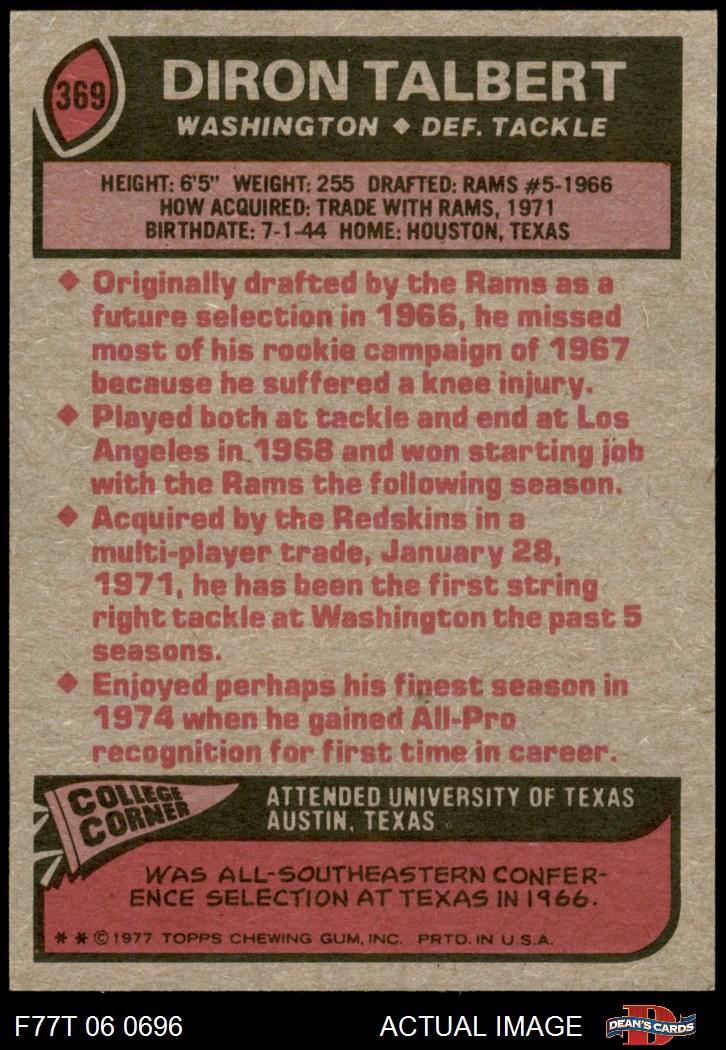 369
DIRON TALBERT
WASHINGTON ◆ DEF. TACKLE
HEIGHT: 6'5" WEIGHT: 255 DRAFTED: RAMS #5-1966
HOW ACQUIRED: TRADE WITH RAMS, 1971
BIRTHDATE: 7-1-44 HOME: HOUSTON, TEXAS
◆ Originally drafted by the Rams as a
future selection in 1966, he missed
most of his rookie campaign of 1967
because he suffered a knee injury.
◆ Played both at tackle and end at Los
Angeles in 1968 and won starting job
with the Rams the following season.
◆ Acquired by the Redskins in a
multi-player trade, January 28,
1971, he has been the first string
right tackle at Washington the past 5
seasons.
◆ Enjoyed perhaps his finest season in
1974 when he gained All-Pro
recognition for first time in career.
COLLEGE
CORNER
ATTENDED UNIVERSITY OF TEXAS
AUSTIN, TEXAS
WAS ALL-SOUTHEASTERN CONFER-
ENCE SELECTION AT TEXAS IN 1966.
* * © 1977 TOPPS CHEWING GUM, INC. PRTD. IN U.S.A.
F77T 06 0696
ACTUAL IMAGE
D
DEAN'S CARDS